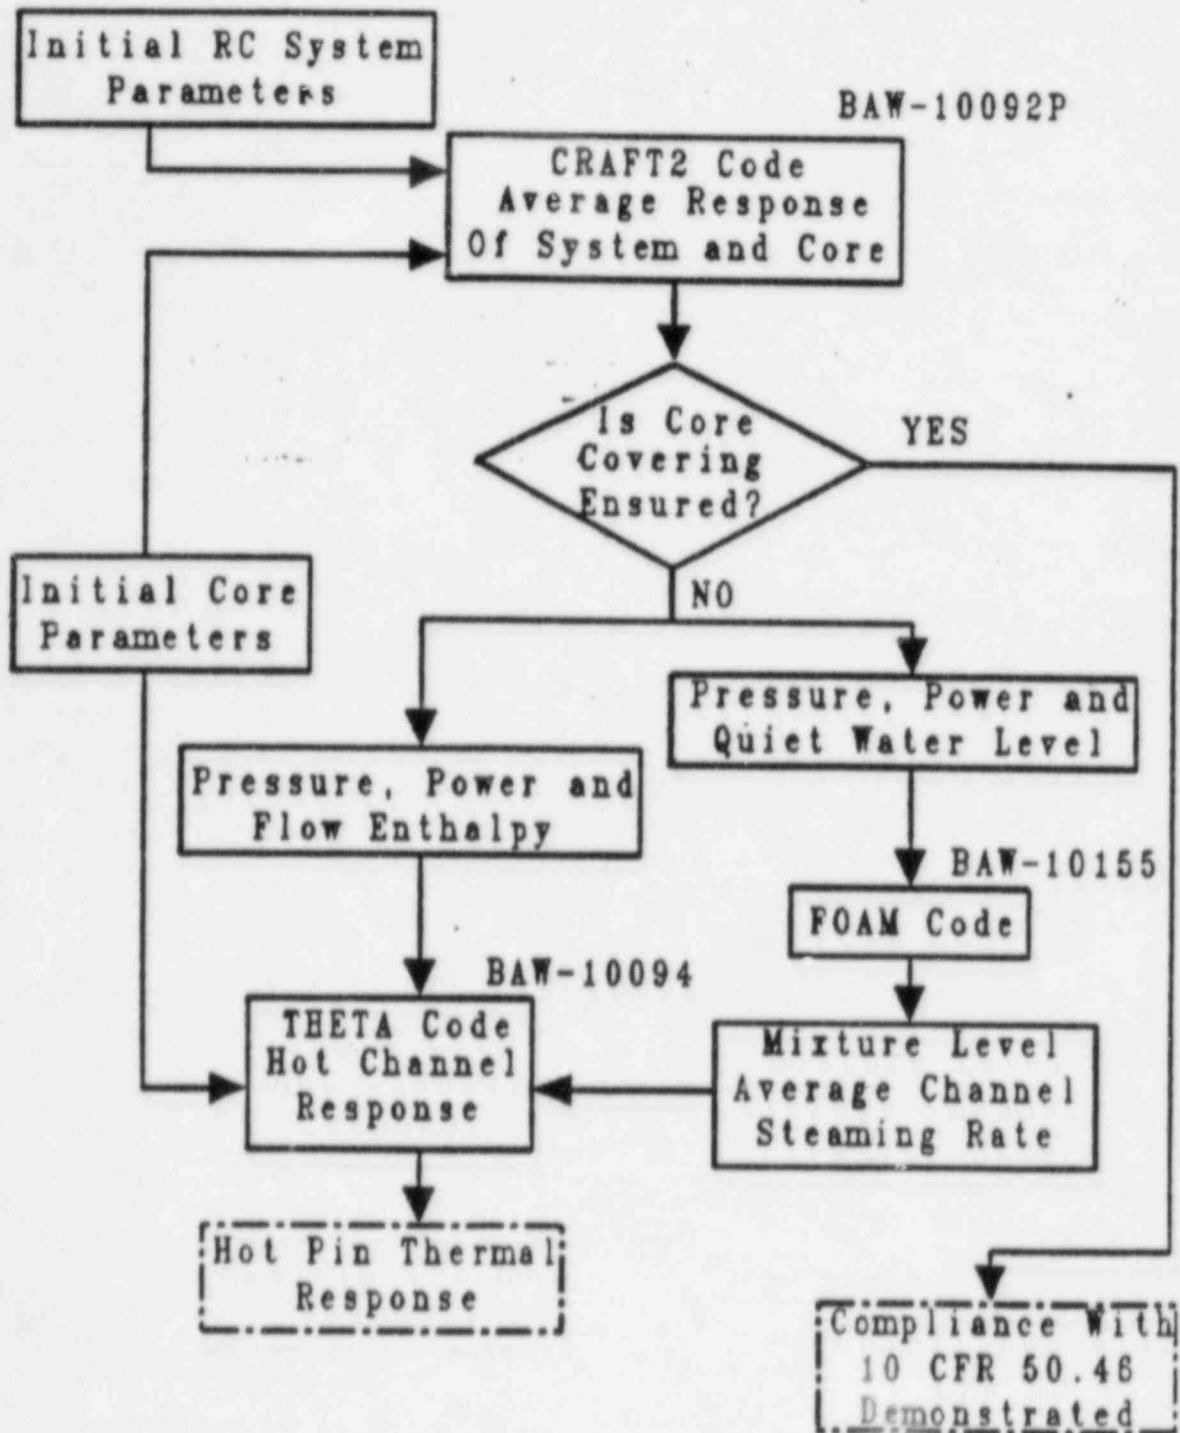 Initial RC System
Parameters
BAW-10092P
CRAFT2 Code
Average Response
Of System and Core
Is Core
Covering
Ensured?
YES
NO
Initial Core
Parameters
Pressure, Power and
Quiet Water Level
Pressure, Power and
Flow Enthalpy
BAW-10155
FOAM Code
BAW-10094
THETA Code
Hot Channel
Response
Mixture Level
Average Channel
Steaming Rate
Hot Pin Thermal
Response
Compliance With
10 CFR 50.46
Demonstrated